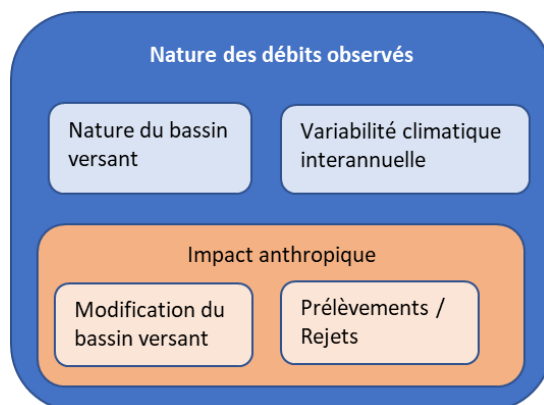 Nature des débits observés
Nature du bassin
versant
Variabilité climatique
interannuelle
Impact anthropique
Modification du
bassin versant
Prélèvements /
Rejets